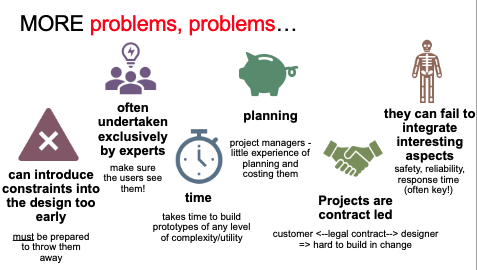 MORE problems, problems…
can introduce
constraints into
the design too
early
must be prepared
to throw them
away
often
undertaken
exclusively
by experts
make sure
the users see
them!
time
takes time to build
prototypes of any level
of complexity/utility
planning
project managers -
little experience of
planning and
costing them
Projects are
contract led
customer <--legal contract--> designer
=> hard to build in change
they can fail to
integrate
interesting
aspects
safety, reliability,
response time
(often key!)